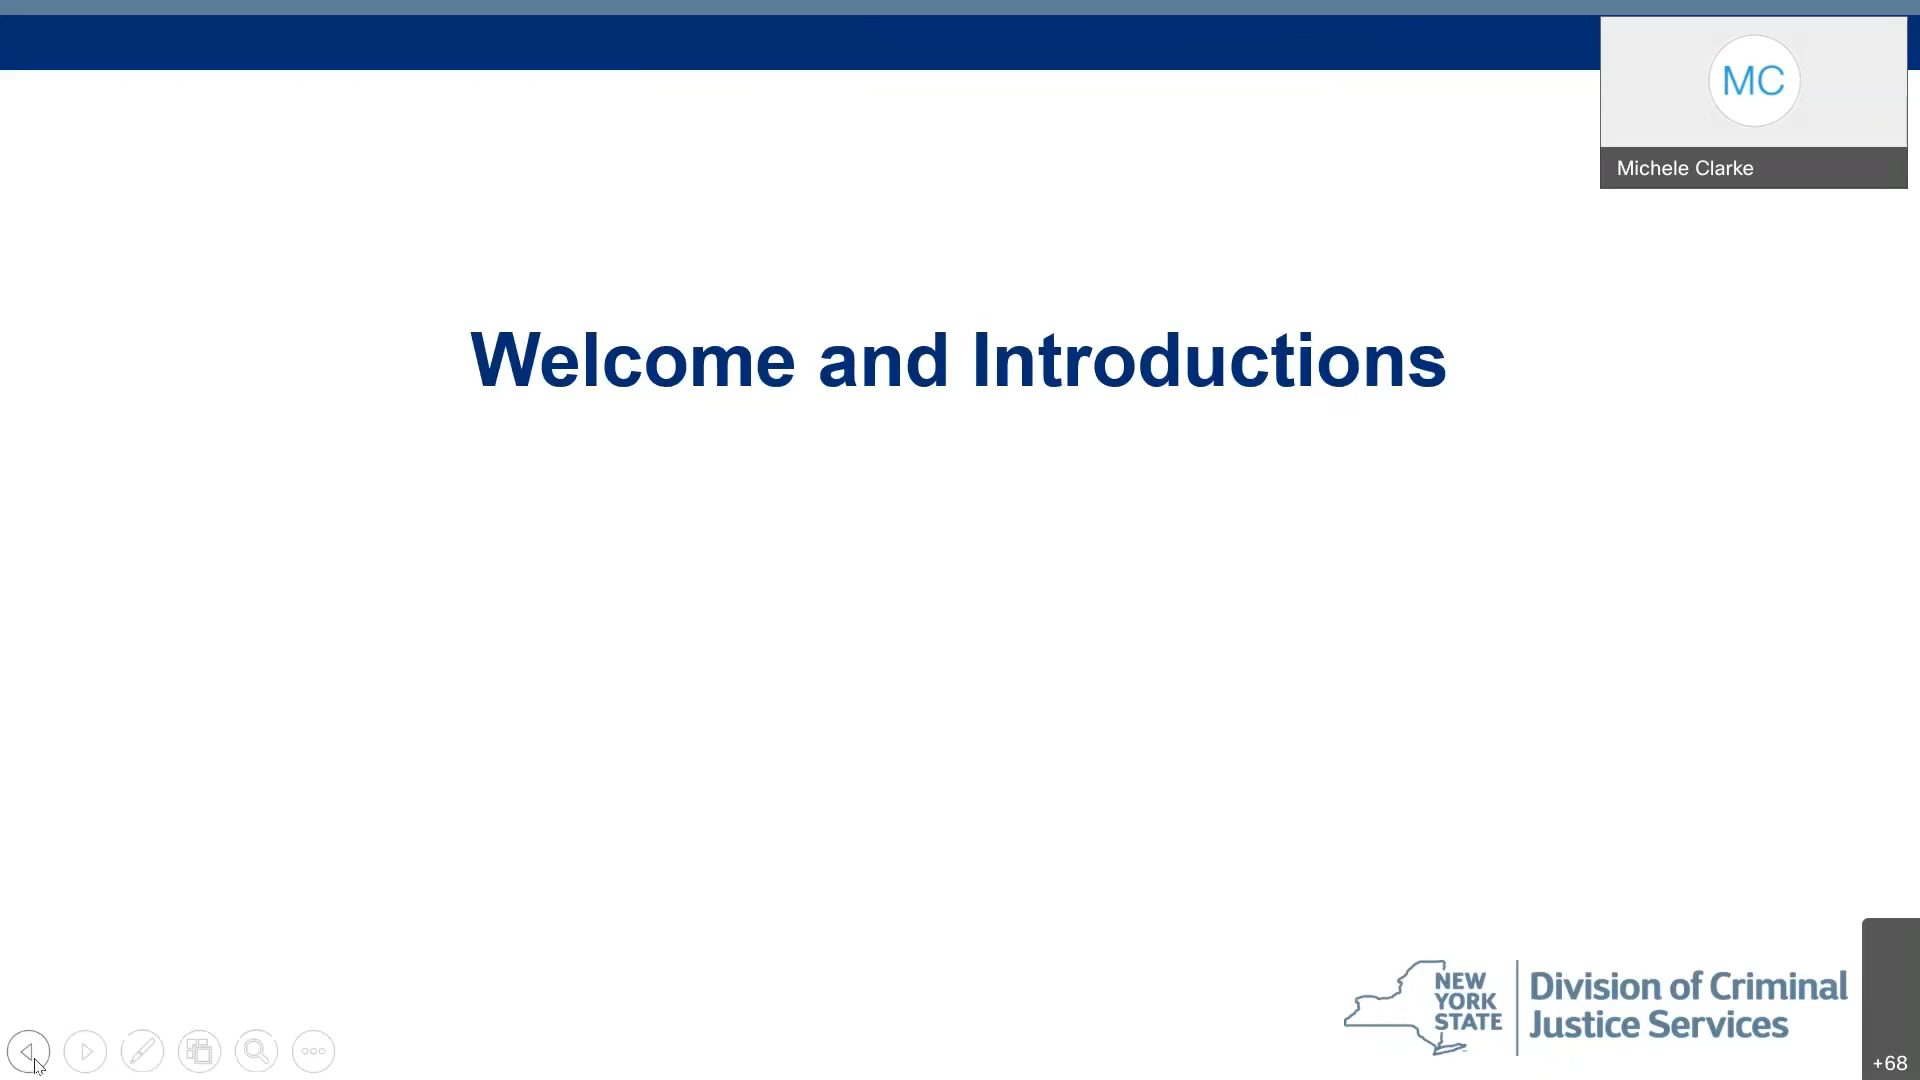 MC
Michele Clarke
Welcome and Introductions
NEW
YORK
STATE
Division of Criminal
Justice Services
+68